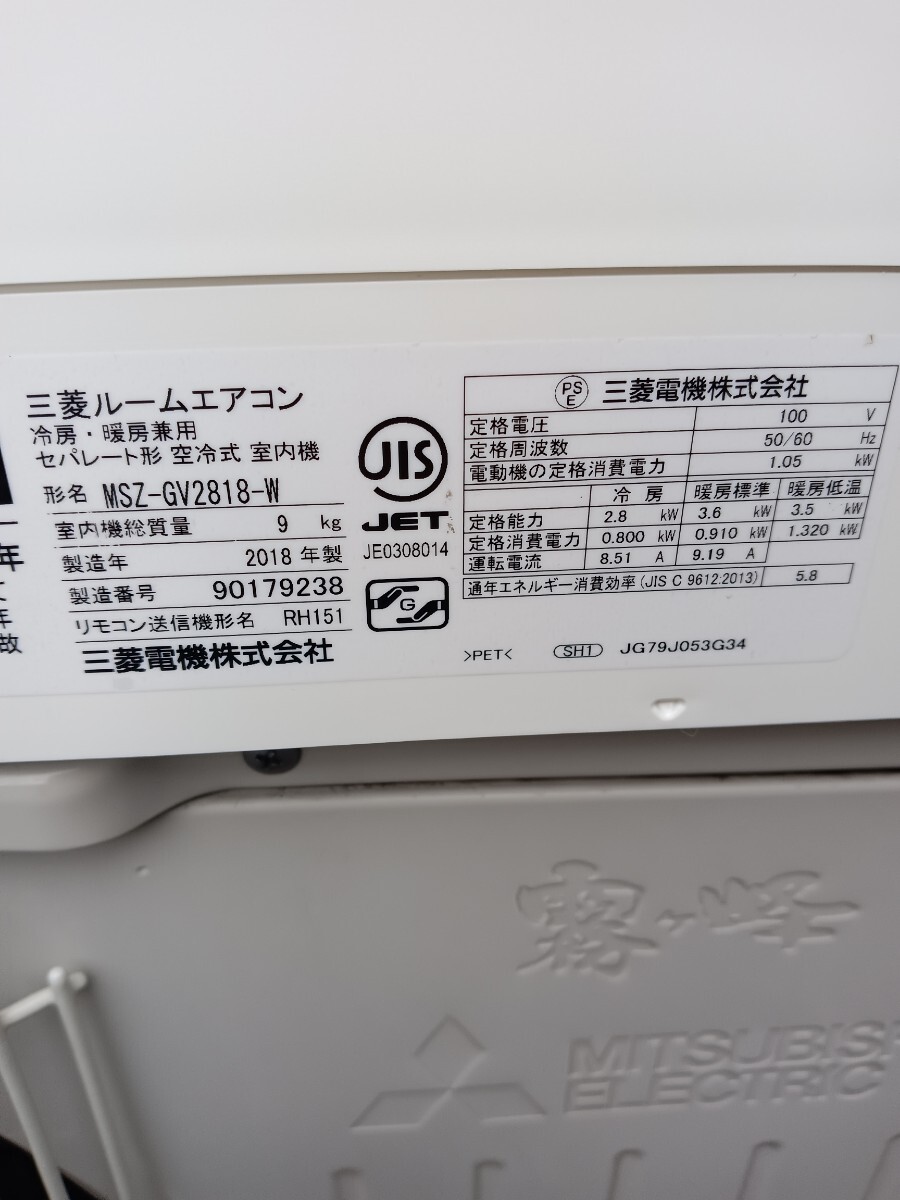 三菱ルームエアコン
冷房・暖房兼用
セパレート形 空冷式 室内機
形名 MSZ-GV2818-W
室内機総質量 9 kg
製造年 2018 年製
製造番号 90179238
リモコン送信機形名 RH151
三菱電機株式会社
JIS
JET
JE0308014
G
PS E 三菱電機株式会社
定格電圧 100 V
定格周波数 50/60 Hz
電動機の定格消費電力 1.05 kW
冷房 暖房標準 暖房低温
定格能力 2.8 kW 3.6 kW 3.5 kW
定格消費電力 0.800 kW 0.910 kW 1.320 kW
運転電流 8.51 A 9.19 A
通年エネルギー消費効率 (JIS C 9612:2013) 5.8
>PET< SH1 JG79J053G34
年
年
故
霧ヶ峰
MITSUBISHI
ELECTRIC